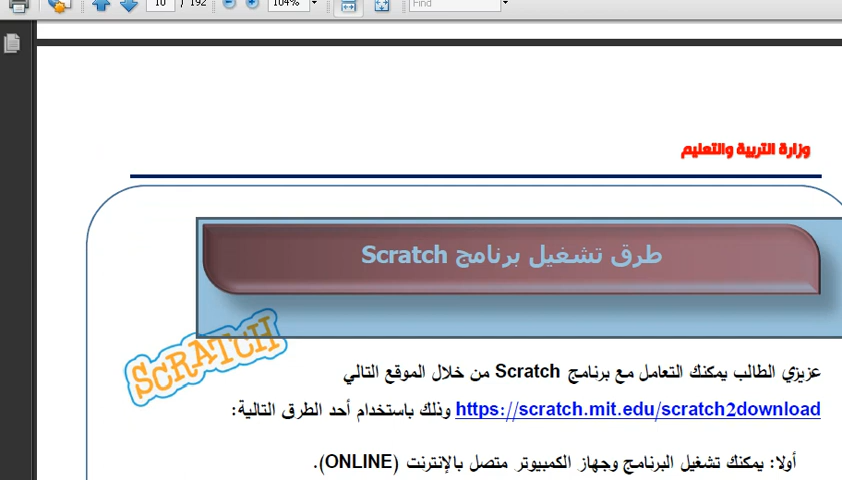 10 / 192 104% Find
وزارة التربية والتعليم
طرق تشغيل برنامج Scratch
SCRATCH
عزيزي الطالب يمكنك التعامل مع برنامج Scratch من خلال الموقع التالي
https://scratch.mit.edu/scratch2download وذلك باستخدام أحد الطرق التالية:
أولا: يمكنك تشغيل البرنامج وجهاز الكمبيوتر متصل بالإنترنت (ONLINE).